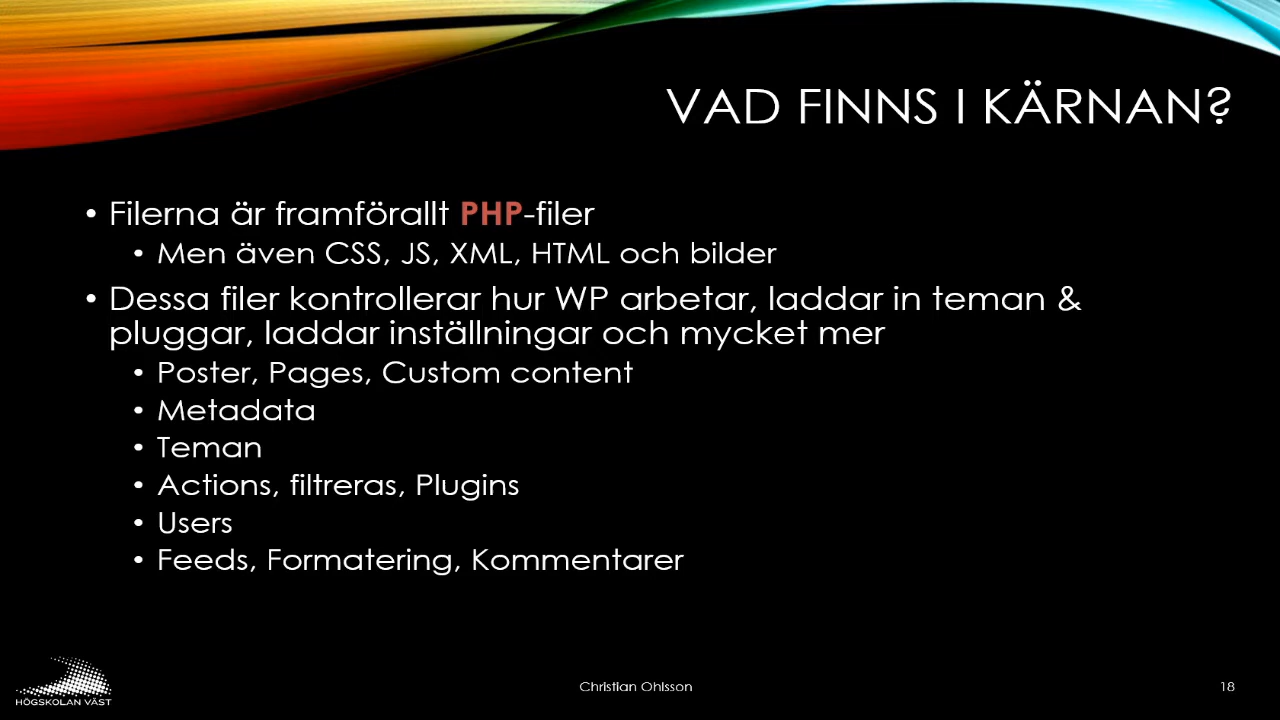 VAD FINNS I KÄRNAN?
• Filerna är framförallt PHP-filer
• Men även CSS, JS, XML, HTML och bilder
• Dessa filer kontrollerar hur WP arbetar, laddar in teman &
pluggar, laddar inställningar och mycket mer
• Poster, Pages, Custom content
• Metadata
• Teman
• Actions, filtreras, Plugins
• Users
• Feeds, Formatering, Kommentarer
HÖGSKOLAN VÄST
Christian Ohlsson
18